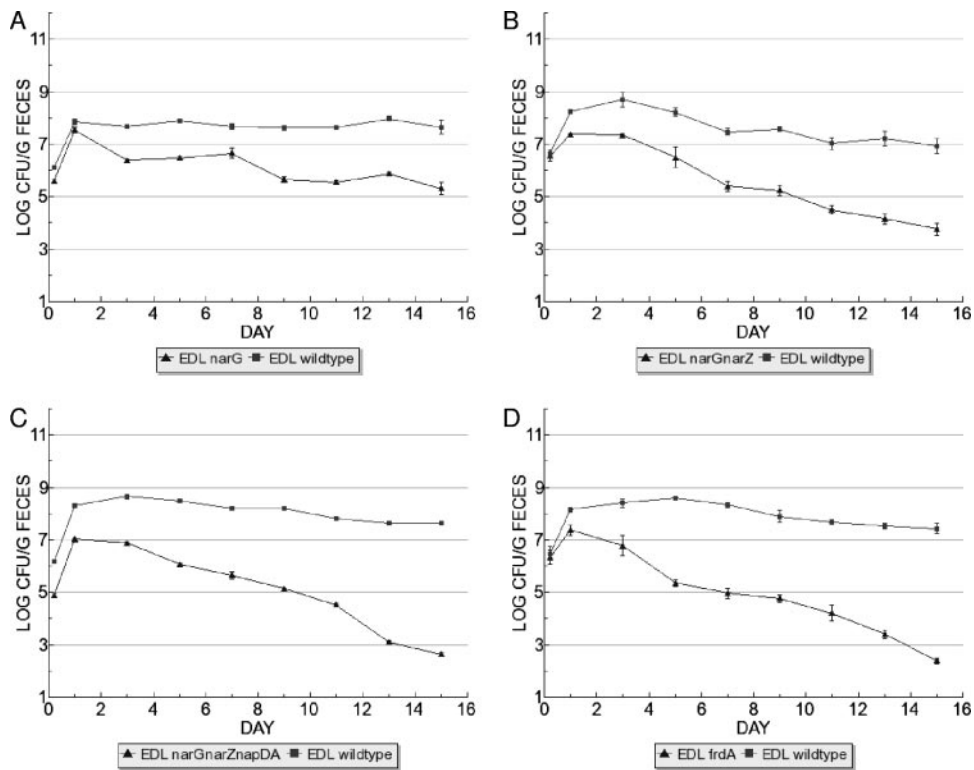 A
LOG CFU/G FECES
11
9
7
5
3
1
0 2 4 6 8 10 12 14 16
DAY
EDL narG EDL wildtype
B
LOG CFU/G FECES
11
9
7
5
3
1
0 2 4 6 8 10 12 14 16
DAY
EDL narGnarZ EDL wildtype
C
LOG CFU/G FECES
11
9
7
5
3
1
0 2 4 6 8 10 12 14 16
DAY
EDL narGnarZnapDA EDL wildtype
D
LOG CFU/G FECES
11
9
7
5
3
1
0 2 4 6 8 10 12 14 16
DAY
EDL frdA EDL wildtype